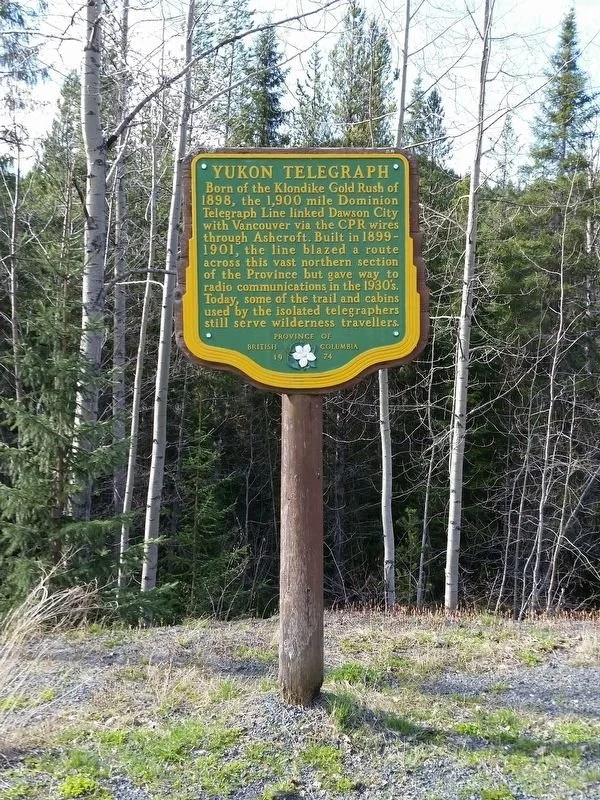 YUKON TELEGRAPH
Born of the Klondike Gold Rush of
1898, the 1,900 mile Dominion
Telegraph Line linked Dawson City
with Vancouver via the CPR wires
through Ashcroft. Built in 1899-
1901, the line blazed a route
across this vast northern section
of the Province but gave way to
radio communications in the 1930's.
Today, some of the trail and cabins
used by the isolated telegraphers
still serve wilderness travellers.
PROVINCE OF
BRITISH COLUMBIA
19 74